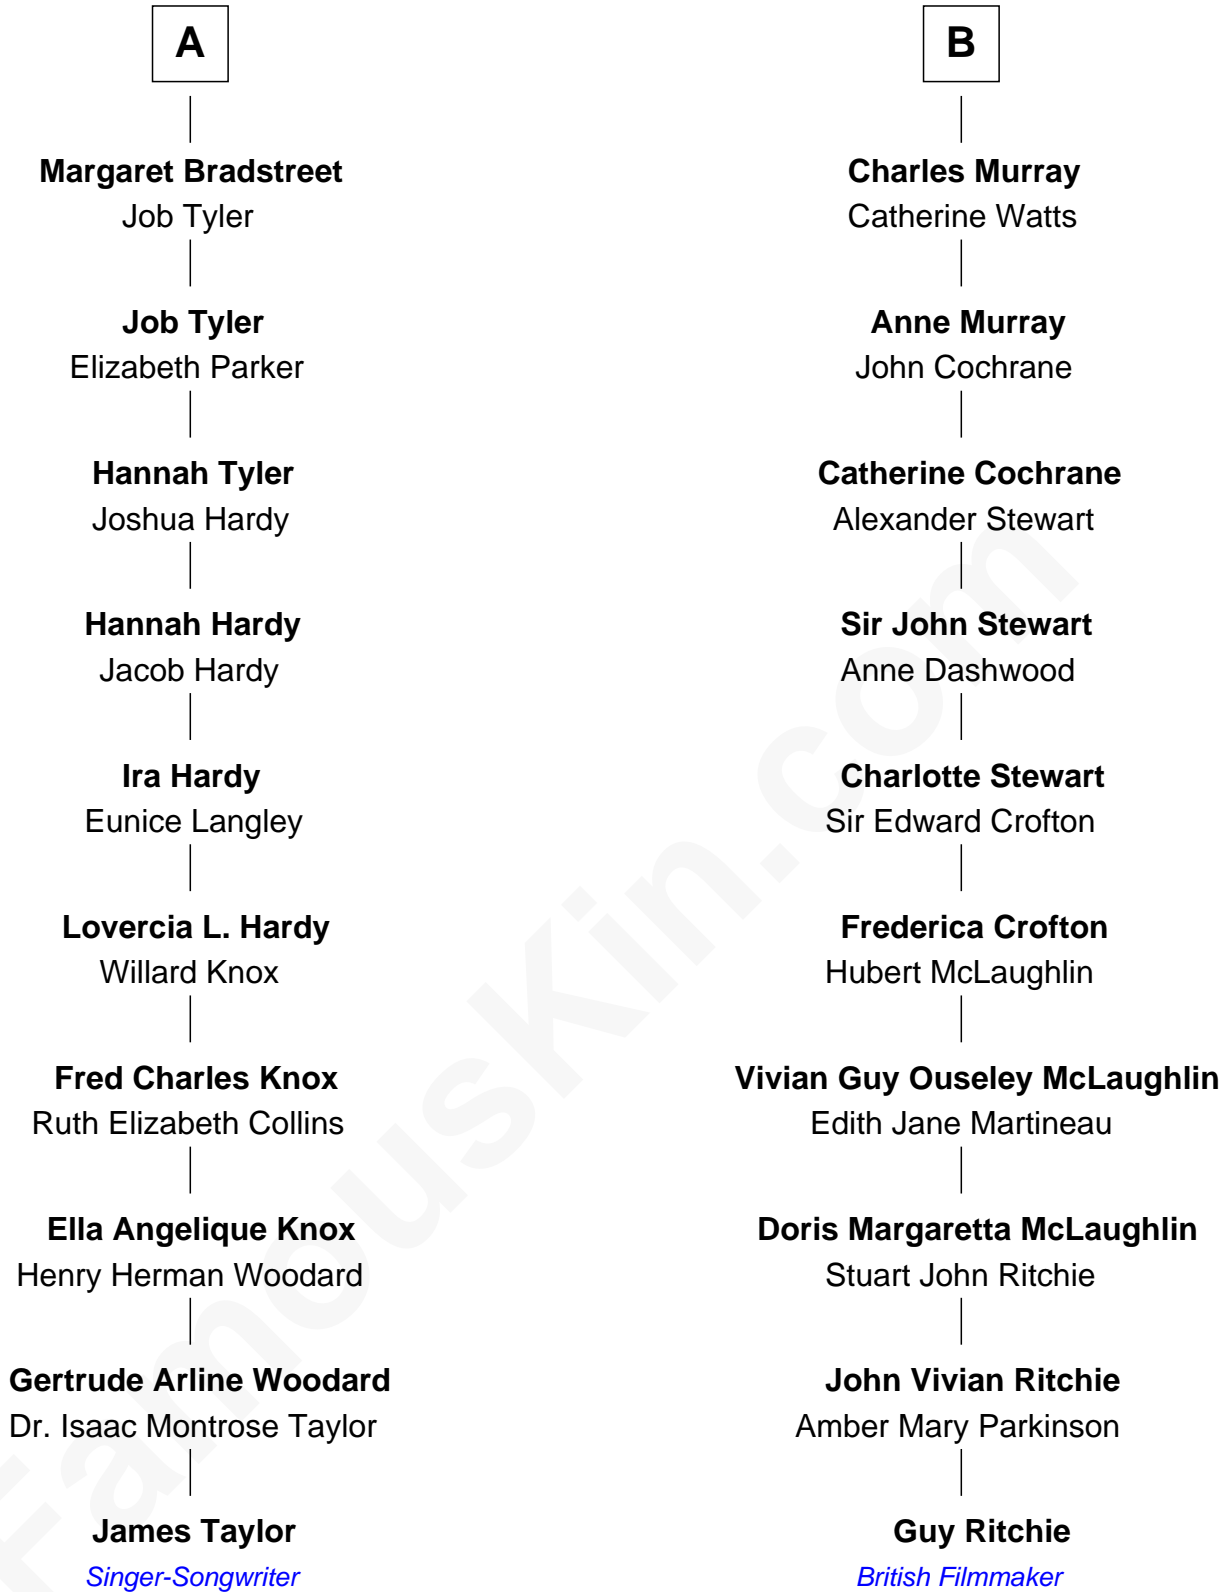 A
Margaret Bradstreet
Job Tyler
Job Tyler
Elizabeth Parker
Hannah Tyler
Joshua Hardy
Hannah Hardy
Jacob Hardy
Ira Hardy
Eunice Langley
Lovercia L. Hardy
Willard Knox
Fred Charles Knox
Ruth Elizabeth Collins
Ella Angelique Knox
Henry Herman Woodard
Gertrude Arline Woodard
Dr. Isaac Montrose Taylor
James Taylor
Singer-Songwriter
B
Charles Murray
Catherine Watts
Anne Murray
John Cochrane
Catherine Cochrane
Alexander Stewart
Sir John Stewart
Anne Dashwood
Charlotte Stewart
Sir Edward Crofton
Frederica Crofton
Hubert McLaughlin
Vivian Guy Ouseley McLaughlin
Edith Jane Martineau
Doris Margaretta McLaughlin
Stuart John Ritchie
John Vivian Ritchie
Amber Mary Parkinson
Guy Ritchie
British Filmmaker
FamousKin.com